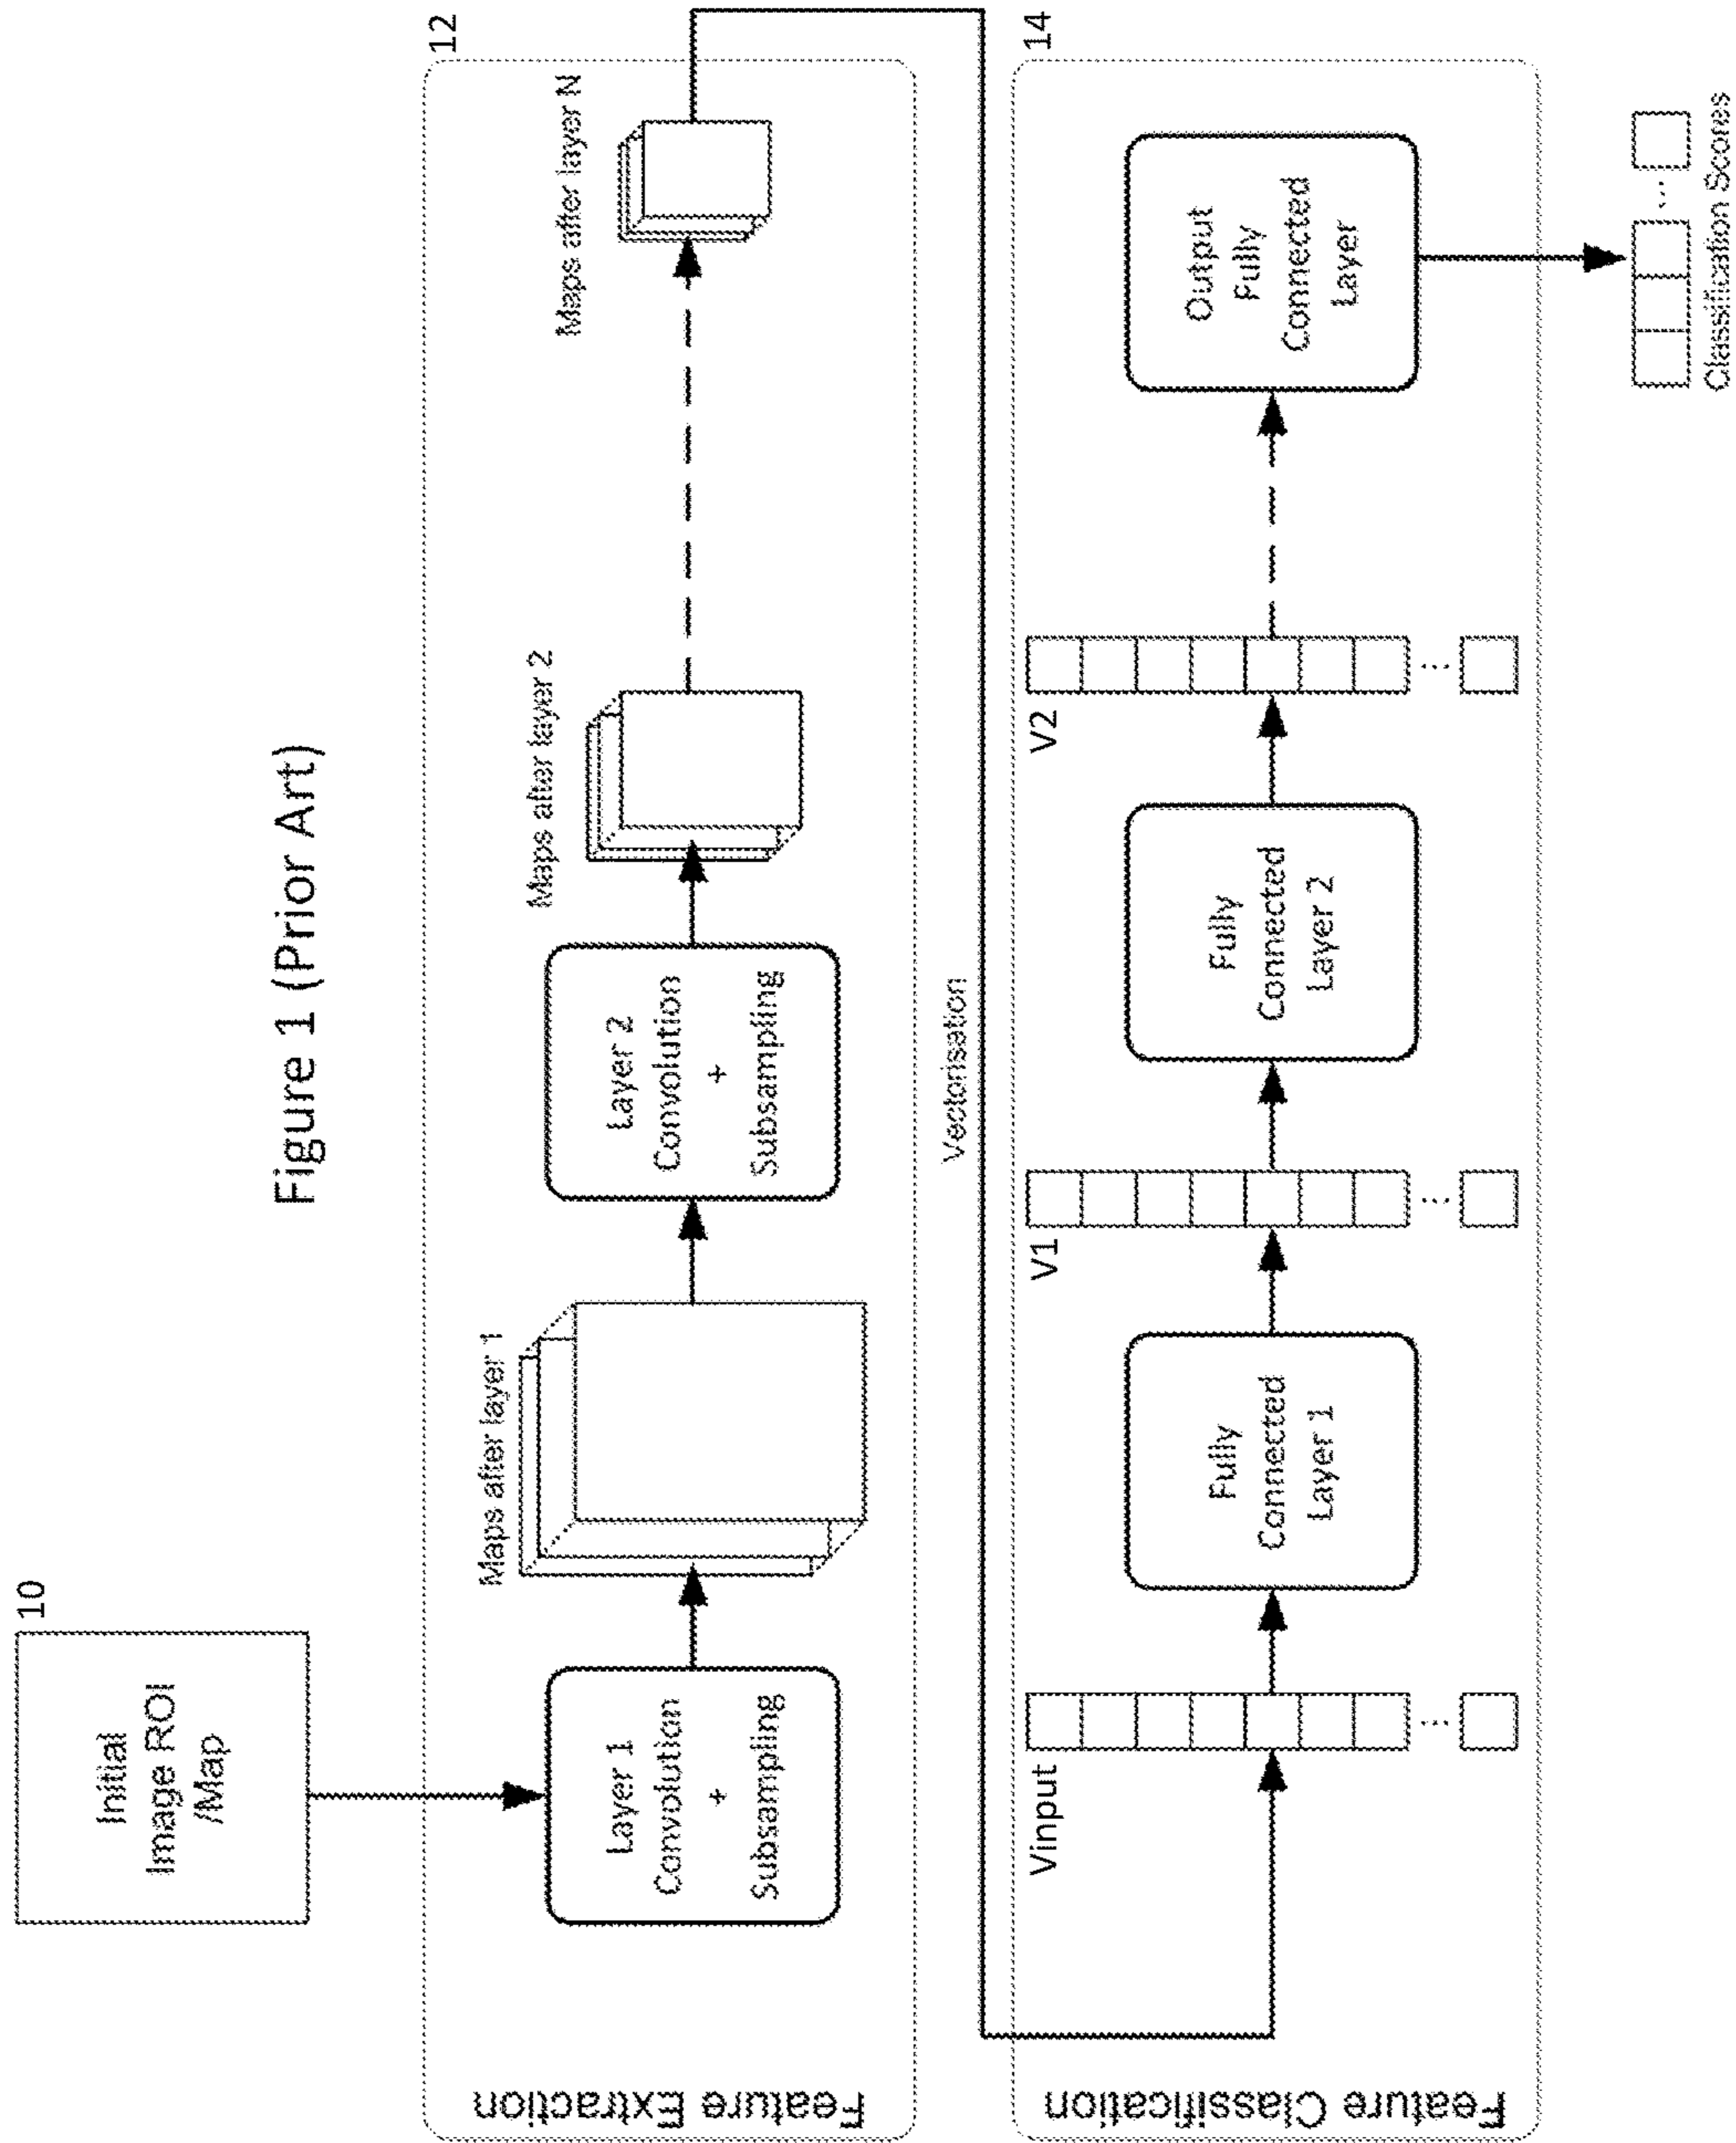 Figure 1 (Prior Art)
10
Initial
Image ROI
/Map
12
Feature Extraction
Layer 1
Convolution
+
Subsampling
Maps after layer 1
Layer 2
Convolution
+
Subsampling
Maps after layer 2
Maps after layer N
Vectorisation
14
Feature Classification
Vinput
...
Fully
Connected
Layer 1
V1
...
Fully
Connected
Layer 2
V2
...
Output
Fully
Connected
Layer
...
Classification Scores